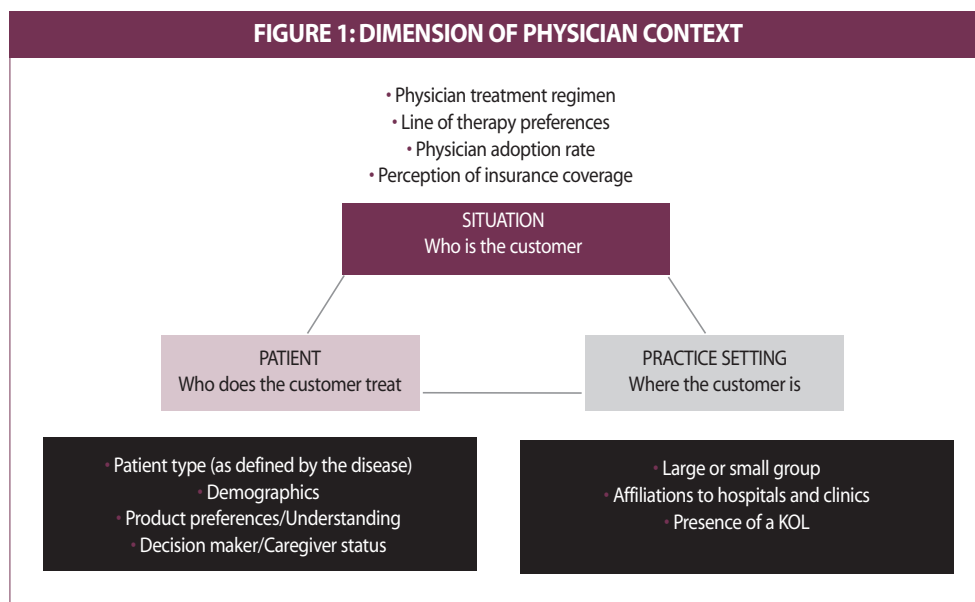 FIGURE 1: DIMENSION OF PHYSICIAN CONTEXT
• Physician treatment regimen
• Line of therapy preferences
• Physician adoption rate
• Perception of insurance coverage
SITUATION
Who is the customer
PATIENT
Who does the customer treat
PRACTICE SETTING
Where the customer is
• Patient type (as defined by the disease)
• Demographics
• Product preferences/Understanding
• Decision maker/Caregiver status
• Large or small group
• Affiliations to hospitals and clinics
• Presence of a KOL